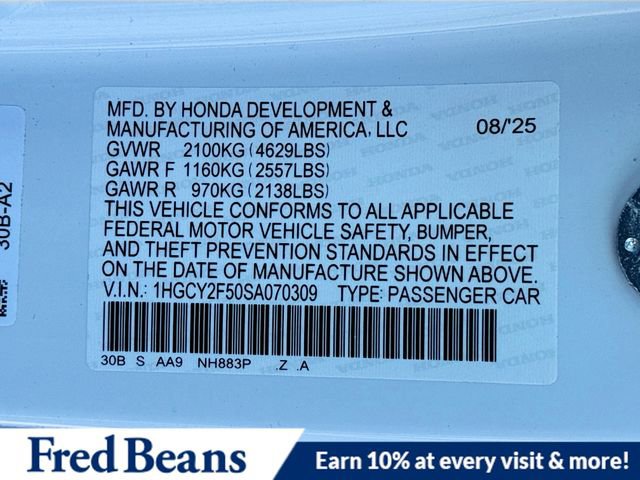 MFD. BY HONDA DEVELOPMENT &
MANUFACTURING OF AMERICA, LLC 08/'25
GVWR 2100KG (4629LBS)
GAWR F 1160KG (2557LBS)
GAWR R 970KG (2138LBS)
THIS VEHICLE CONFORMS TO ALL APPLICABLE
FEDERAL MOTOR VEHICLE SAFETY, BUMPER,
AND THEFT PREVENTION STANDARDS IN EFFECT
ON THE DATE OF MANUFACTURE SHOWN ABOVE.
V.I.N.: 1HGCY2F50SA070309 TYPE: PASSENGER CAR
30B S AA9 NH883P .Z .A
30B-A2
Fred Beans
Earn 10% at every visit & more!